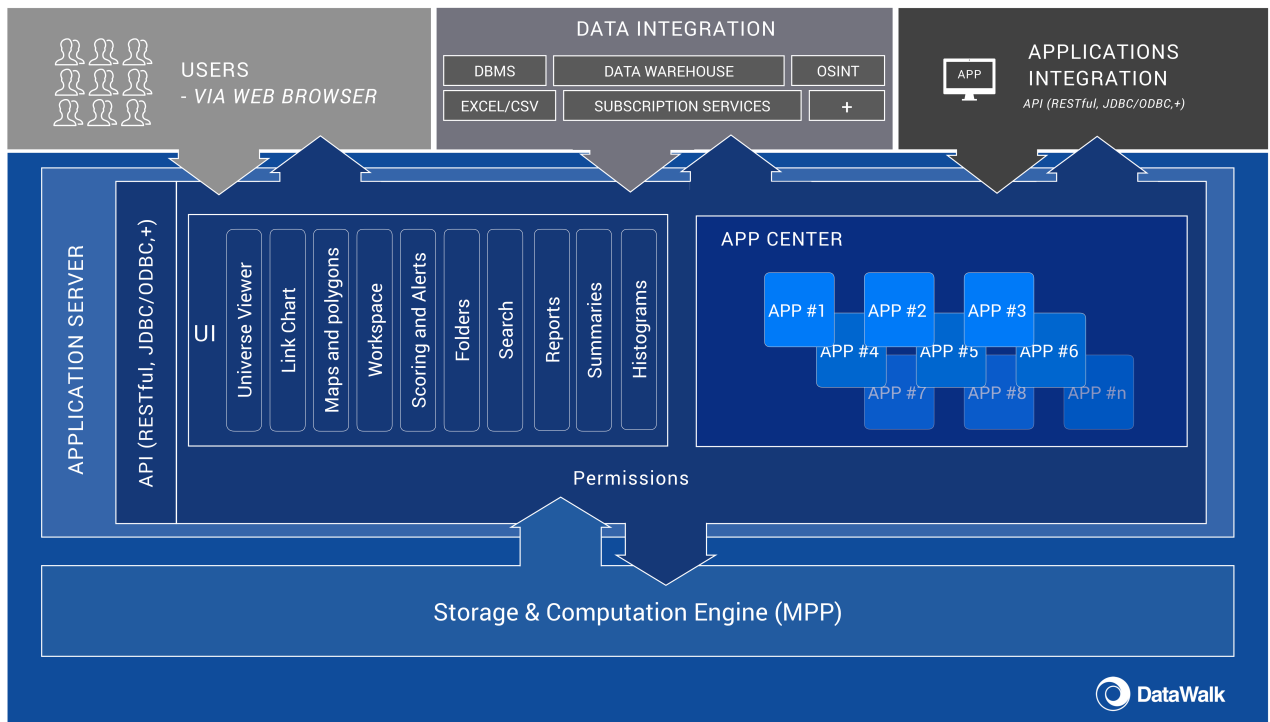 USERS
- VIA WEB BROWSER
DATA INTEGRATION
DBMS
DATA WAREHOUSE
OSINT
EXCEL/CSV
SUBSCRIPTION SERVICES
+
APP
APPLICATIONS
INTEGRATION
API (RESTful, JDBC/ODBC,+)
APPLICATION SERVER
API (RESTful, JDBC/ODBC,+)
UI
Universe Viewer
Link Chart
Maps and polygons
Workspace
Scoring and Alerts
Folders
Search
Reports
Summaries
Histograms
APP CENTER
APP #1
APP #2
APP #3
APP #4
APP #5
APP #6
APP #7
APP #8
APP #n
Permissions
Storage & Computation Engine (MPP)
DataWalk